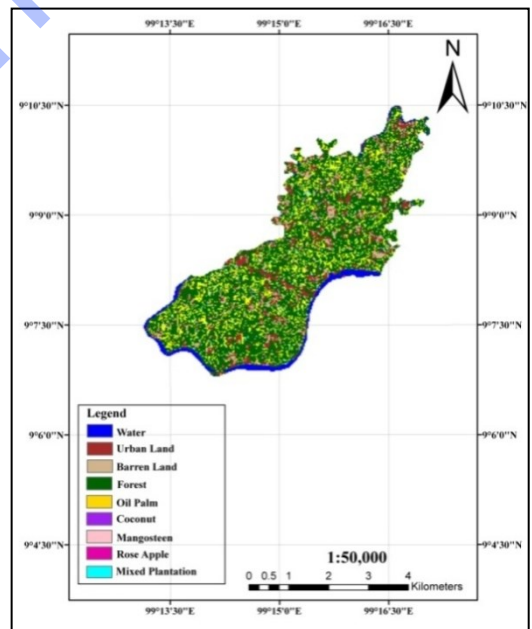 99°13'30"E 99°15'0"E 99°16'30"E
N
9°10'30"N 9°10'30"N
9°9'0"N 9°9'0"N
9°7'30"N 9°7'30"N
9°6'0"N 9°6'0"N
9°4'30"N 9°4'30"N
Legend
Water
Urban Land
Barren Land
Forest
Oil Palm
Coconut
Mangosteen
Rose Apple
Mixed Plantation
1:50,000
0 0.5 1 2 3 4
Kilometers
99°13'30"E 99°15'0"E 99°16'30"E